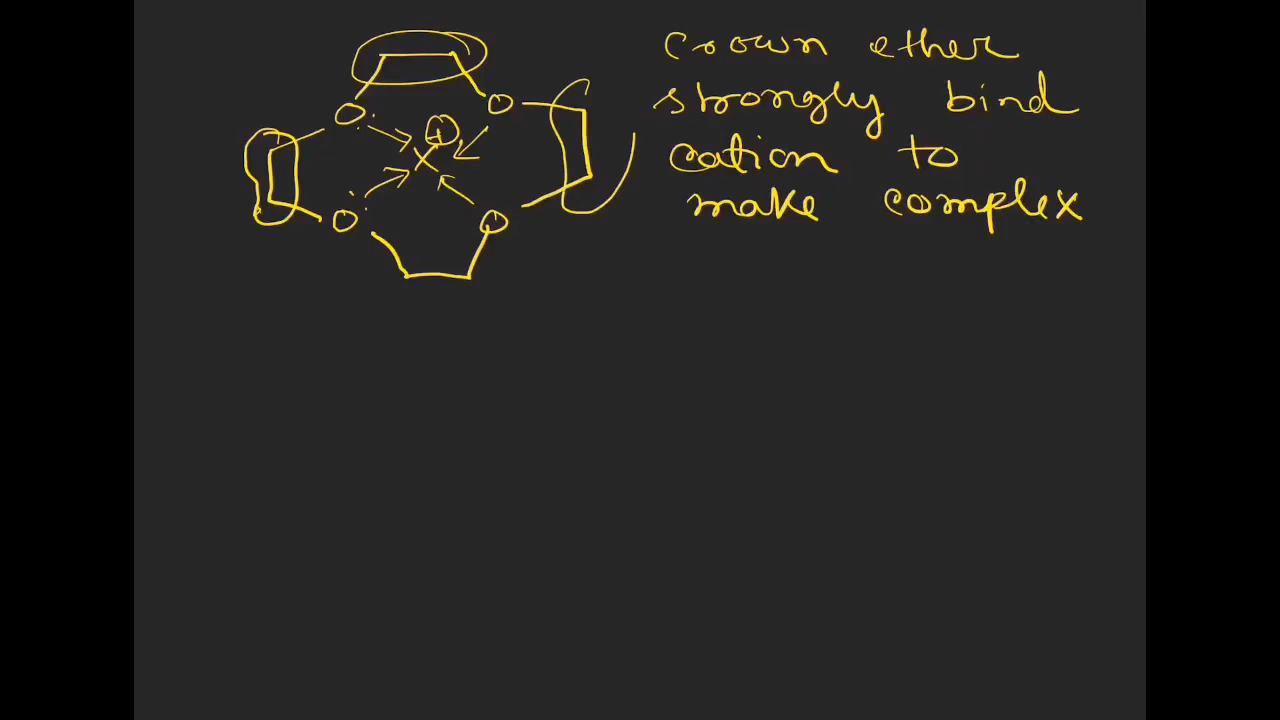 crown ether
strongly bind
cation to
make complex
O
O
X⊕
O
O